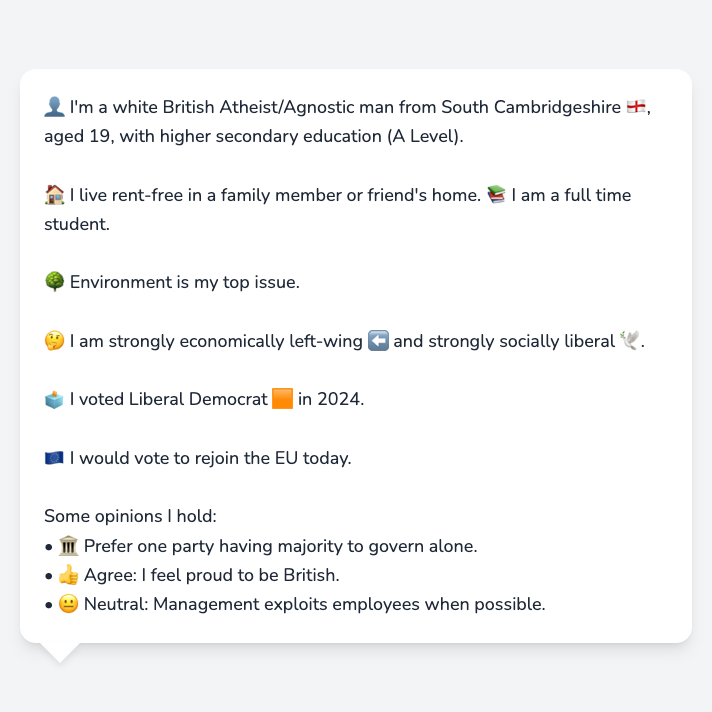 👤 I'm a white British Atheist/Agnostic man from South Cambridgeshire 🏴󠁧󠁢󠁥󠁮󠁧󠁿,
aged 19, with higher secondary education (A Level).
🏠 I live rent-free in a family member or friend's home. 📚 I am a full time
student.
🌳 Environment is my top issue.
🤔 I am strongly economically left-wing ⬅️ and strongly socially liberal 🕊️.
🗳️ I voted Liberal Democrat 🟧 in 2024.
🇪🇺 I would vote to rejoin the EU today.
Some opinions I hold:
• 🏛️ Prefer one party having majority to govern alone.
• 👍 Agree: I feel proud to be British.
• 😐 Neutral: Management exploits employees when possible.